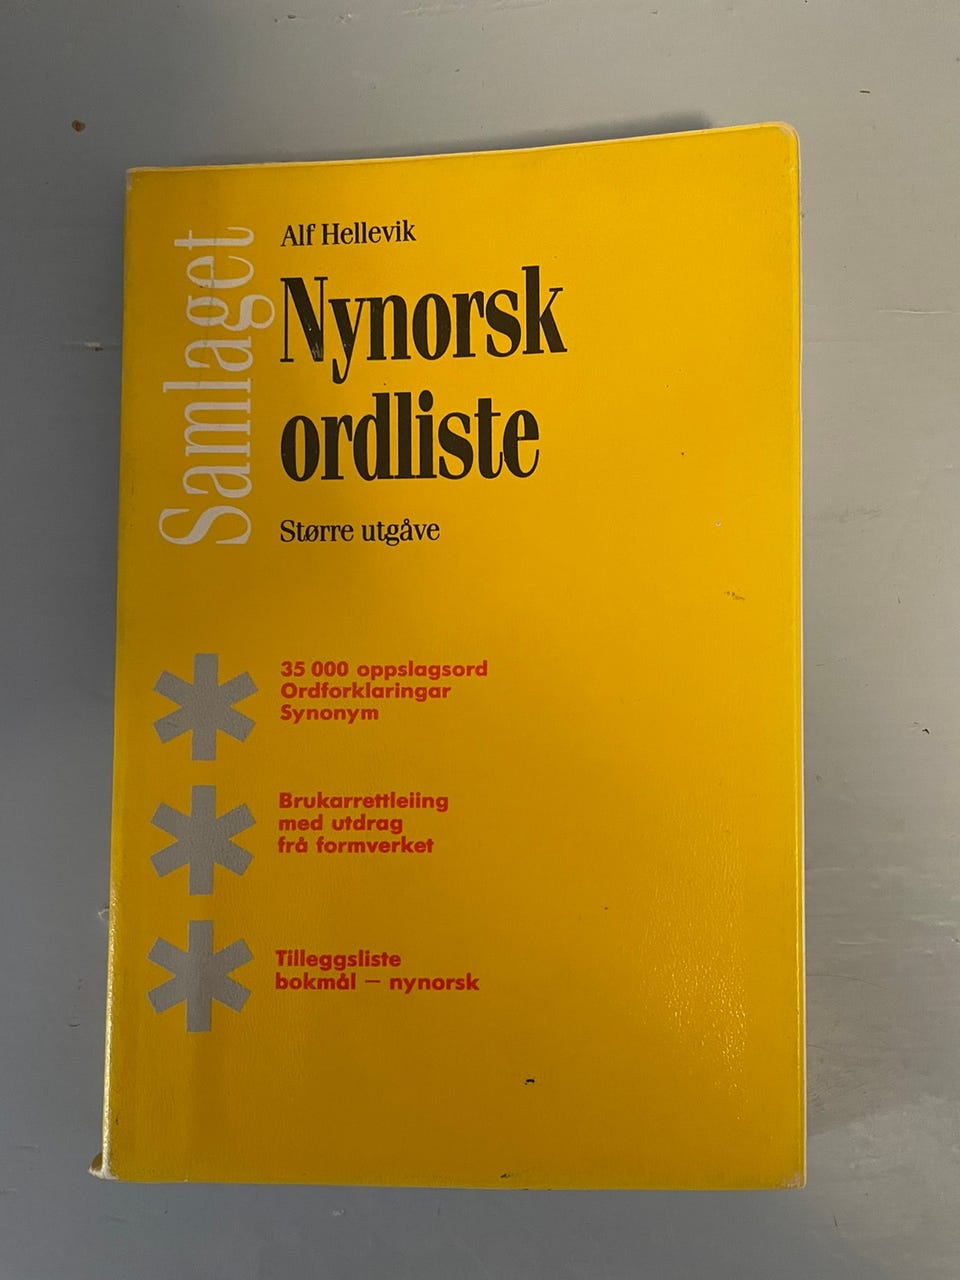 Samlaget
Alf Hellevik
Nynorsk
ordliste
Større utgåve
35 000 oppslagsord
Ordforklaringar
Synonym
Brukarrettleiing
med utdrag
frå formverket
Tilleggsliste
bokmål – nynorsk